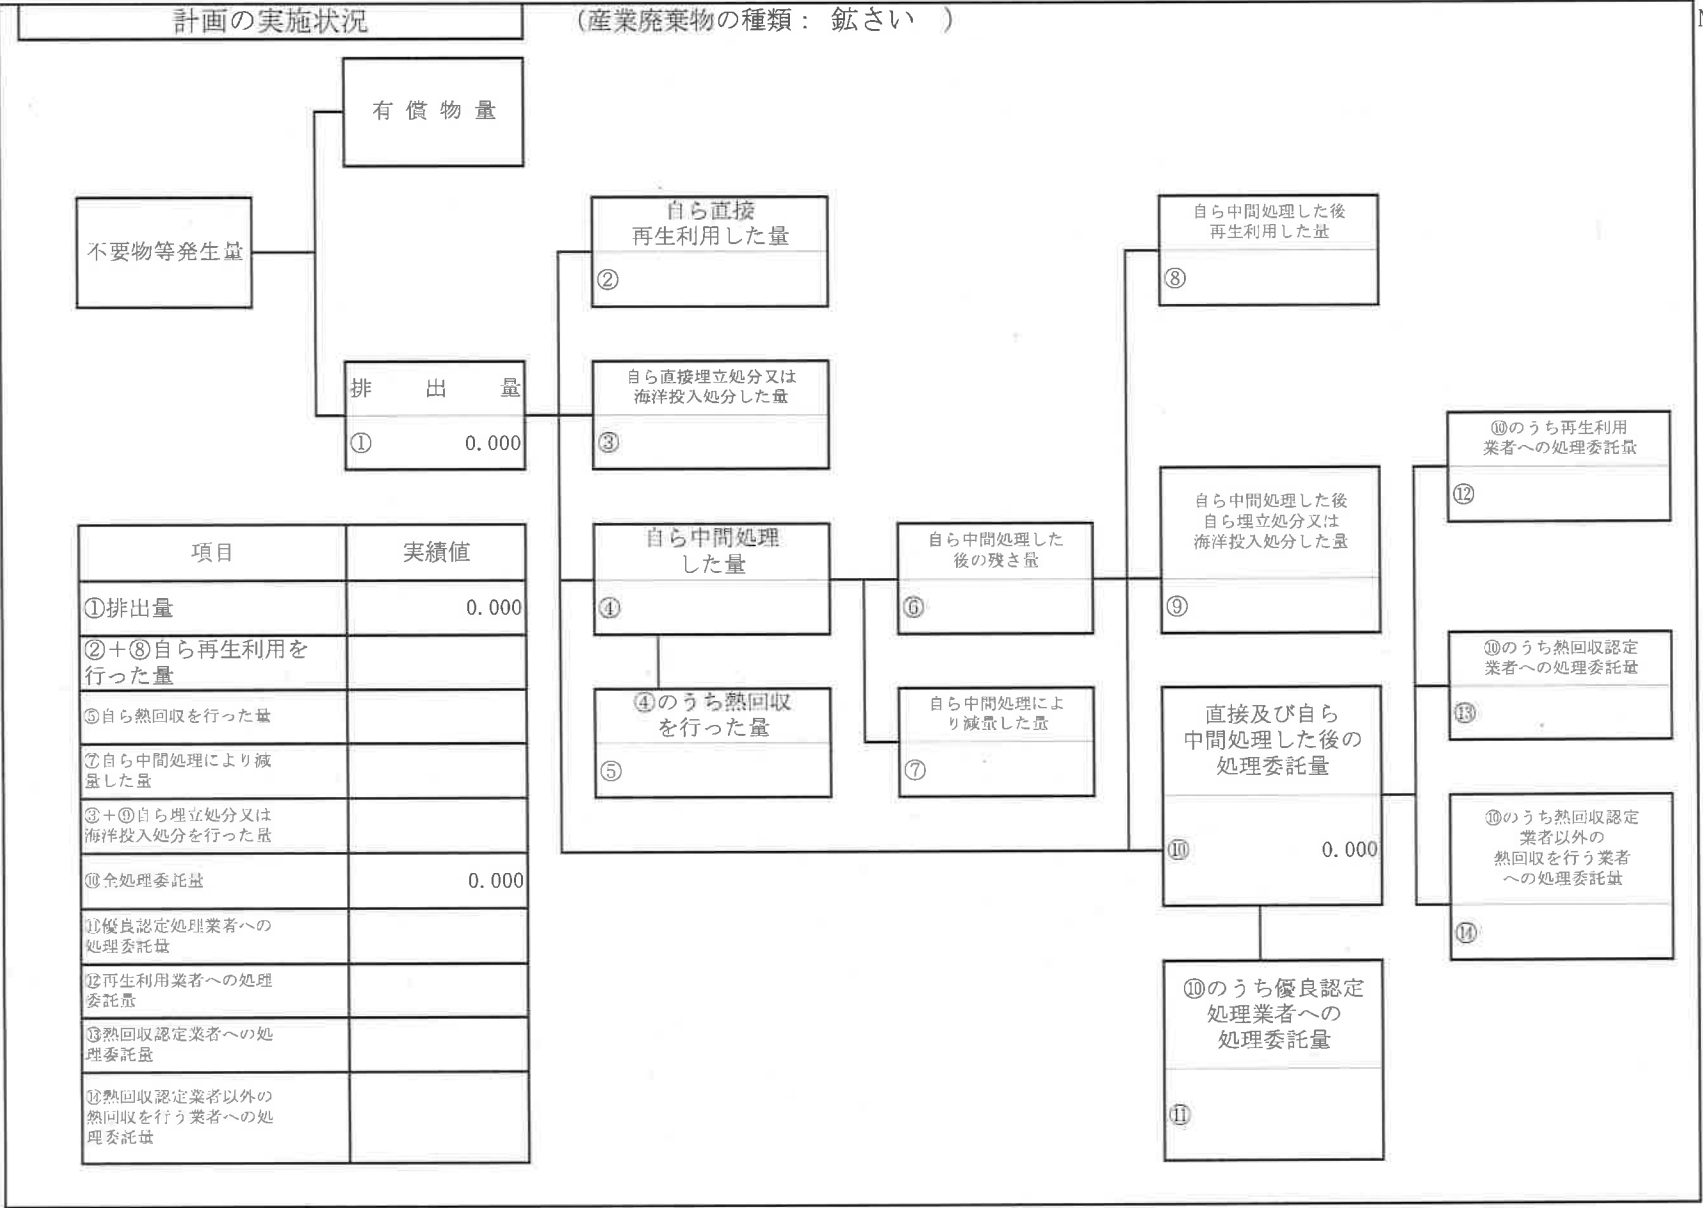 計画の実施状況
(産業廃棄物の種類： 鉱さい )
有 償 物 量
不要物等発生量
排 出 量
① 0.000
自ら直接
再生利用した量
②
自ら直接埋立処分又は
海洋投入処分した量
③
自ら中間処理
した量
④
④のうち熱回収
を行った量
⑤
自ら中間処理した
後の残さ量
⑥
自ら中間処理によ
り減量した量
⑦
自ら中間処理した後
再生利用した量
⑧
自ら中間処理した後
自ら埋立処分又は
海洋投入処分した量
⑨
直接及び自ら
中間処理した後の
処理委託量
⑩ 0.000
⑩のうち優良認定
処理業者への
処理委託量
⑪
⑩のうち再生利用
業者への処理委託量
⑫
⑩のうち熱回収認定
業者への処理委託量
⑬
⑩のうち熱回収認定
業者以外の
熱回収を行う業者
への処理委託量
⑭
項目 実績値
①排出量 0.000
②＋⑧自ら再生利用を
行った量
⑤自ら熱回収を行った量
⑦自ら中間処理により減
量した量
③＋⑨自ら埋立処分又は
海洋投入処分を行った量
⑩全処理委託量 0.000
⑪優良認定処理業者への
処理委託量
⑫再生利用業者への処理
委託量
⑬熱回収認定業者への処
理委託量
⑭熱回収認定業者以外の
熱回収を行う業者への処
理委託量